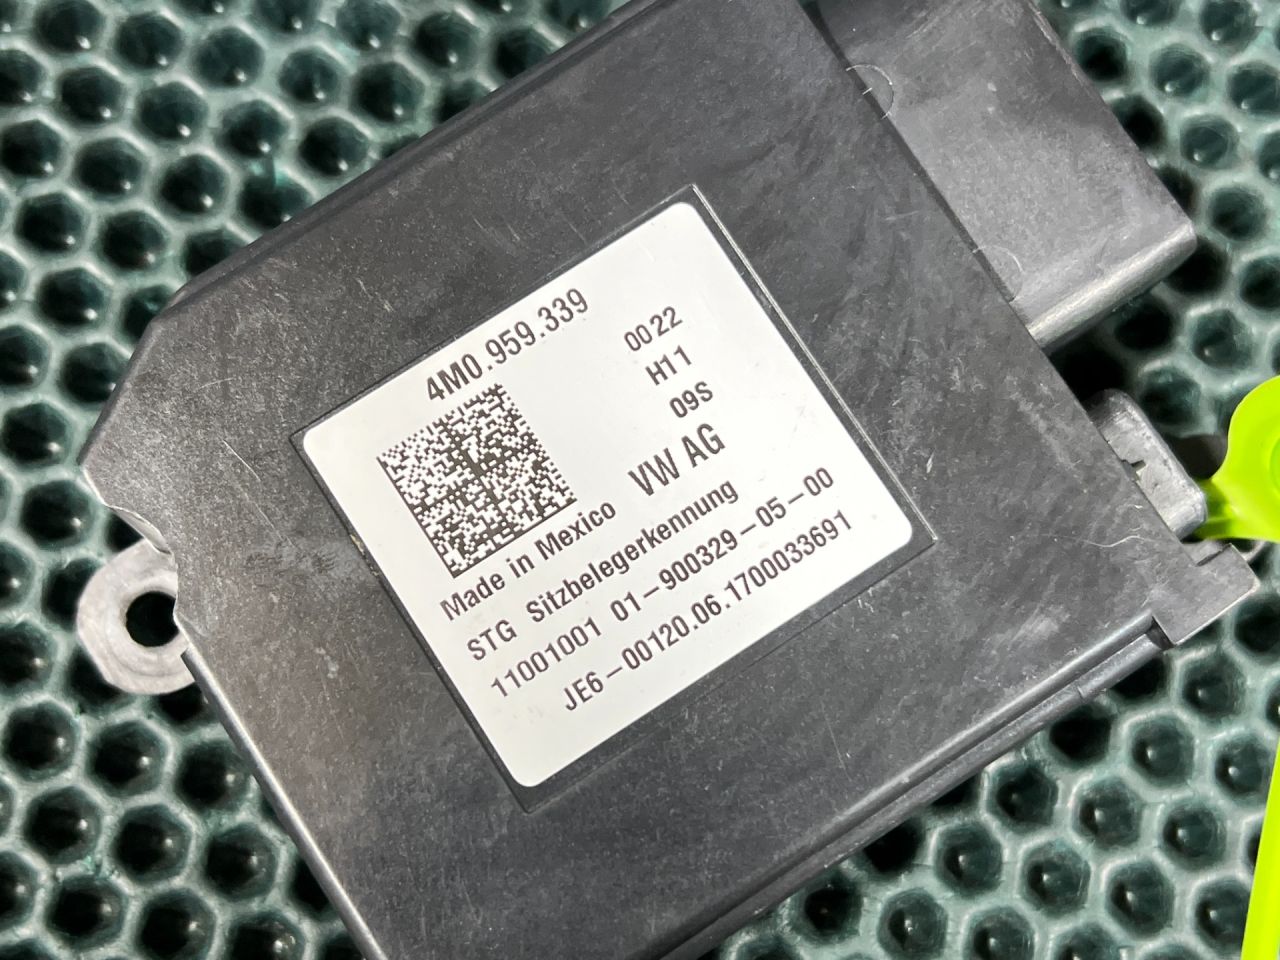 4M0.959.339
0022
H11
09S
VW AG
Made in Mexico
STG Sitzbelegerkennung
11001001 01-900329-05-00
JE6-00120.06.1700033691